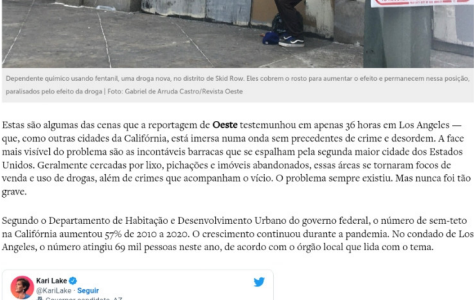 Dependente químico usando fentanil, uma droga nova, no distrito de Skid Row. Eles cobrem o rosto para aumentar o efeito e permanecem nessa posição,
paralisados pelo efeito da droga | Foto: Gabriel de Arruda Castro/Revista Oeste
Estas são algumas das cenas que a reportagem de Oeste testemunhou em apenas 36 horas em Los Angeles —
que, como outras cidades da Califórnia, está imersa numa onda sem precedentes de crime e desordem. A face
mais visível do problema são as incontáveis barracas que se espalham pela segunda maior cidade dos Estados
Unidos. Geralmente cercadas por lixo, pichações e imóveis abandonados, essas áreas se tornaram focos de
venda e uso de drogas, além de crimes que acompanham o vício. O problema sempre existiu. Mas nunca foi tão
grave.
Segundo o Departamento de Habitação e Desenvolvimento Urbano do governo federal, o número de sem-teto
na Califórnia aumentou 57% de 2010 a 2020. O crescimento continuou durante a pandemia. No condado de Los
Angeles, o número atingiu 69 mil pessoas neste ano, de acordo com o órgão local que lida com o tema.
Kari Lake
@KariLake · Seguir